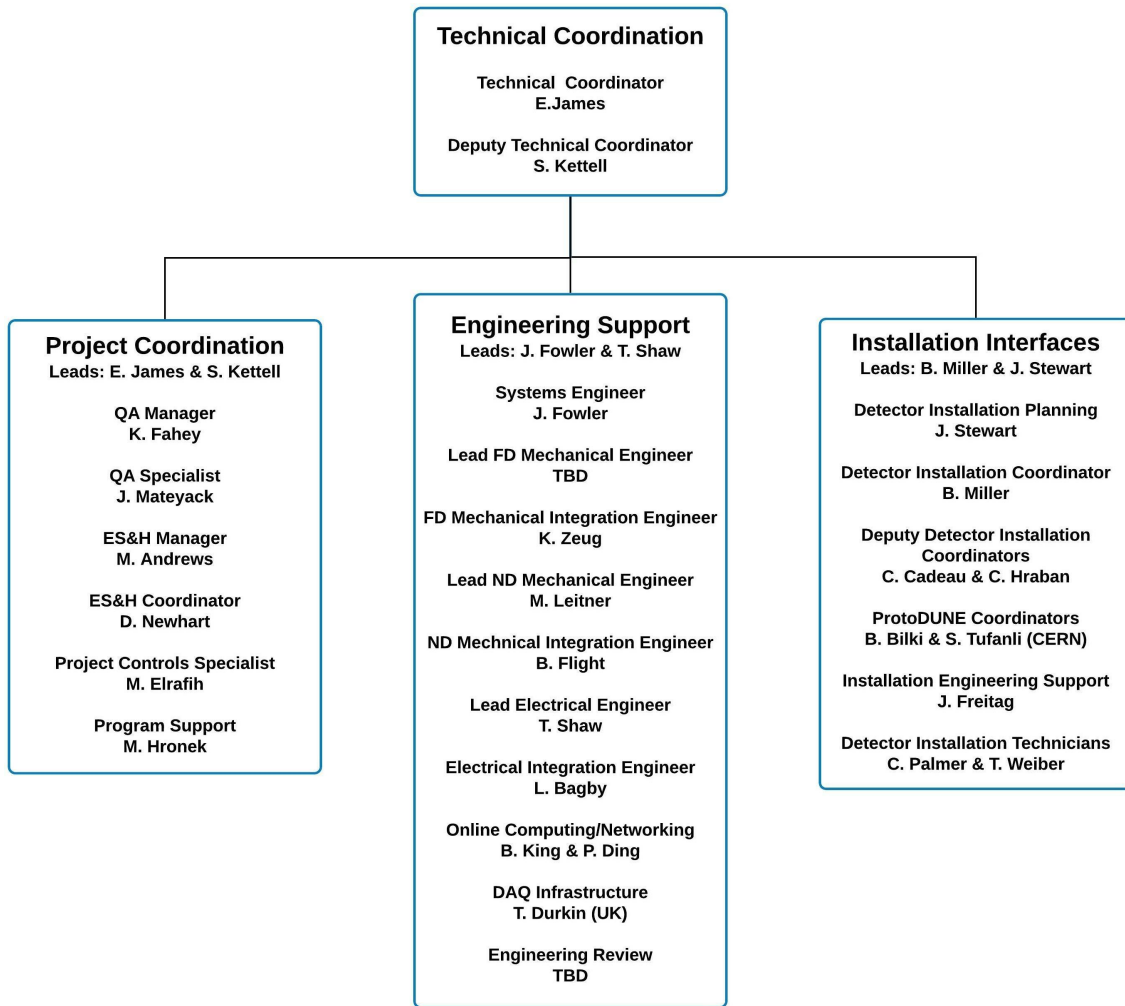 Technical Coordination
Technical Coordinator
E.James
Deputy Technical Coordinator
S. Kettell
Project Coordination
Leads: E. James & S. Kettell
QA Manager
K. Fahey
QA Specialist
J. Mateyack
ES&H Manager
M. Andrews
ES&H Coordinator
D. Newhart
Project Controls Specialist
M. Elrafih
Program Support
M. Hronek
Engineering Support
Leads: J. Fowler & T. Shaw
Systems Engineer
J. Fowler
Lead FD Mechanical Engineer
TBD
FD Mechanical Integration Engineer
K. Zeug
Lead ND Mechanical Engineer
M. Leitner
ND Mechnical Integration Engineer
B. Flight
Lead Electrical Engineer
T. Shaw
Electrical Integration Engineer
L. Bagby
Online Computing/Networking
B. King & P. Ding
DAQ Infrastructure
T. Durkin (UK)
Engineering Review
TBD
Installation Interfaces
Leads: B. Miller & J. Stewart
Detector Installation Planning
J. Stewart
Detector Installation Coordinator
B. Miller
Deputy Detector Installation
Coordinators
C. Cadeau & C. Hraban
ProtoDUNE Coordinators
B. Bilki & S. Tufanli (CERN)
Installation Engineering Support
J. Freitag
Detector Installation Technicians
C. Palmer & T. Weiber